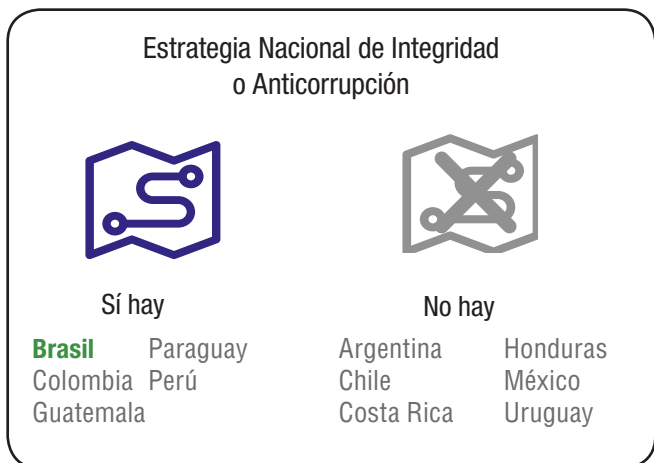 Estrategia Nacional de Integridad
o Anticorrupción
Sí hay
Brasil Paraguay
Colombia Perú
Guatemala
No hay
Argentina Honduras
Chile México
Costa Rica Uruguay